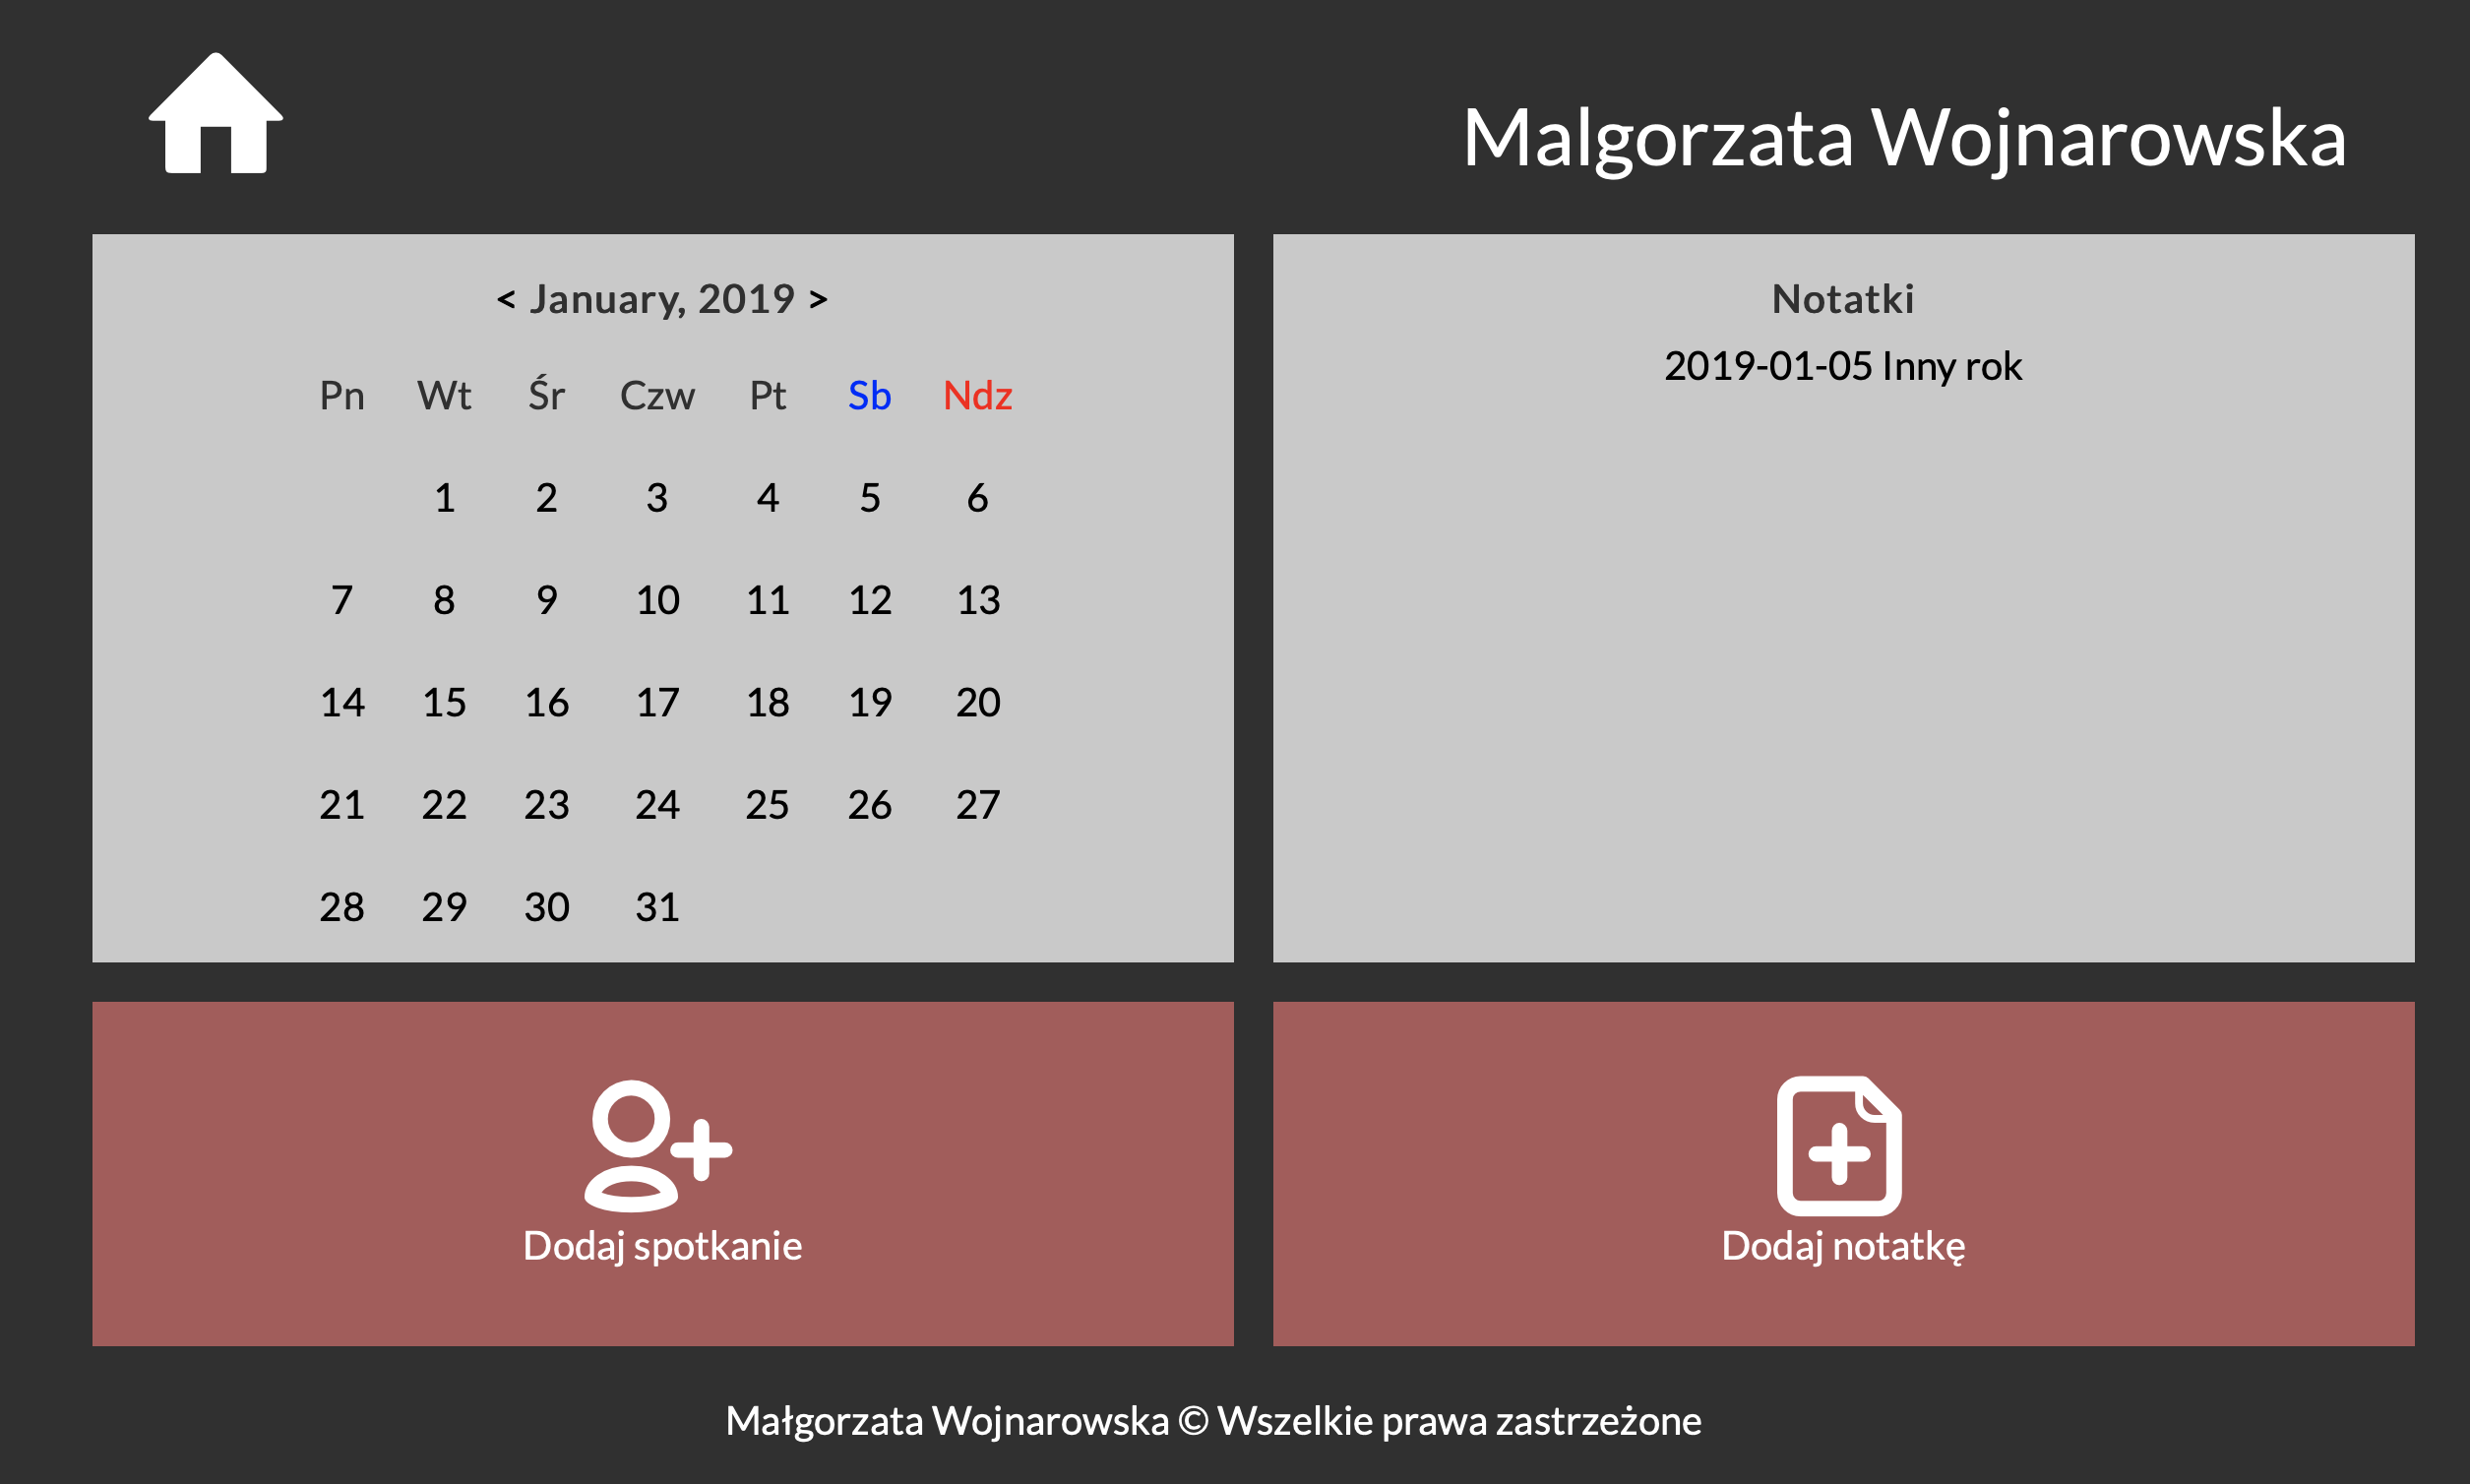 Malgorzata Wojnarowska
< January, 2019 >
Pn Wt Śr Czw Pt Sb Ndz
1 2 3 4 5 6
7 8 9 10 11 12 13
14 15 16 17 18 19 20
21 22 23 24 25 26 27
28 29 30 31
Notatki
2019-01-05 Inny rok
Dodaj spotkanie
Dodaj notatkę
Małgorzata Wojnarowska © Wszelkie prawa zastrzeżone